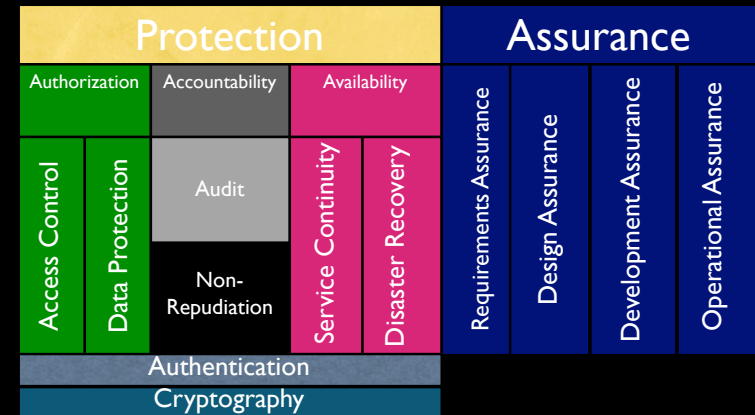 Protection
Assurance
Authorization
Accountability
Availability
Access Control
Data Protection
Audit
Non-
Repudiation
Service Continuity
Disaster Recovery
Requirements Assurance
Design Assurance
Development Assurance
Operational Assurance
Authentication
Cryptography